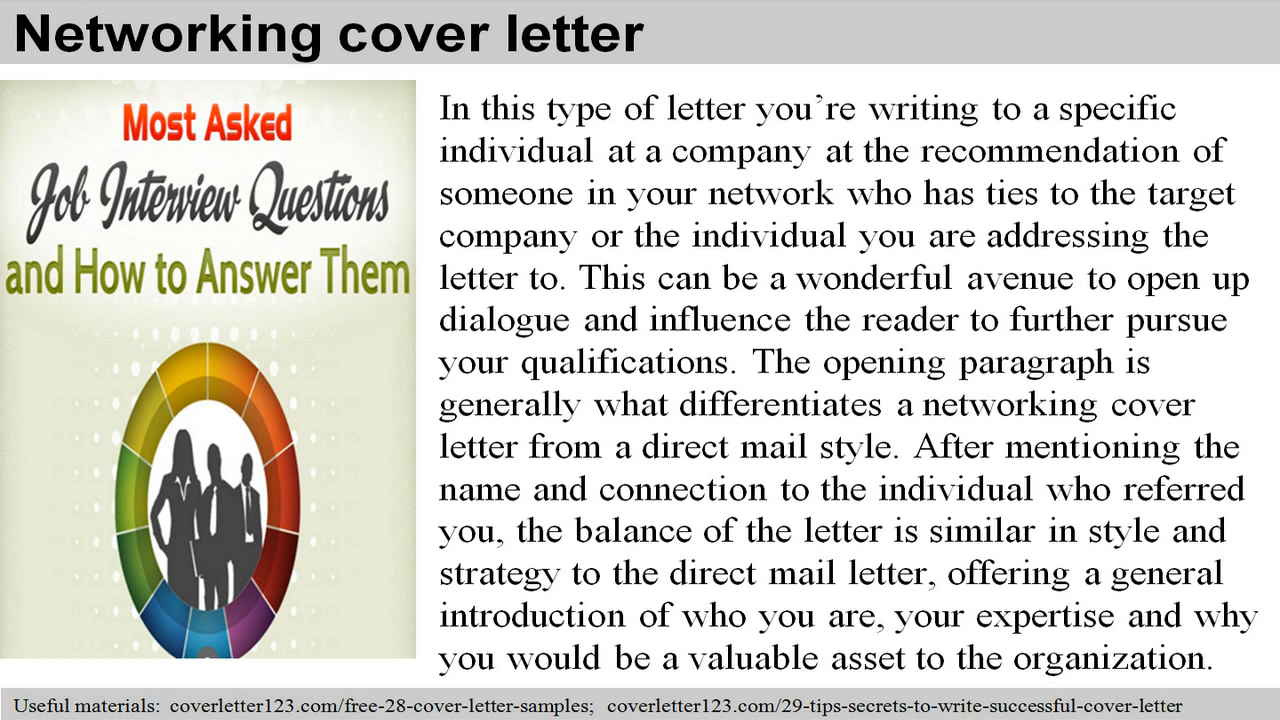 Networking cover letter
Most Asked
Job Interview Questions
and How to Answer Them
In this type of letter you’re writing to a specific
individual at a company at the recommendation of
someone in your network who has ties to the target
company or the individual you are addressing the
letter to. This can be a wonderful avenue to open up
dialogue and influence the reader to further pursue
your qualifications. The opening paragraph is
generally what differentiates a networking cover
letter from a direct mail style. After mentioning the
name and connection to the individual who referred
you, the balance of the letter is similar in style and
strategy to the direct mail letter, offering a general
introduction of who you are, your expertise and why
you would be a valuable asset to the organization.
Useful materials: coverletter123.com/free-28-cover-letter-samples; coverletter123.com/29-tips-secrets-to-write-successful-cover-letter